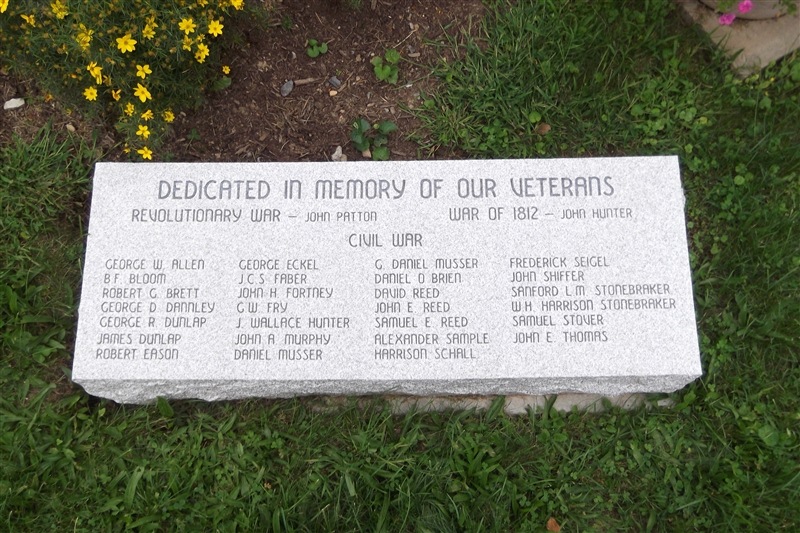 DEDICATED IN MEMORY OF OUR VETERANS
REVOLUTIONARY WAR – JOHN PATTON WAR OF 1812 – JOHN HUNTER
CIVIL WAR
GEORGE W. ALLEN GEORGE ECKEL G. DANIEL MUSSER FREDERICK SEIGEL
B.F. BLOOM J.C.S. FABER DANIEL O BRIEN JOHN SHIFFER
ROBERT G. BRETT JOHN H. FORTNEY DAVID REED SANFORD L.M. STONEBRAKER
GEORGE D. DANNLEY G.W. FRY JOHN E. REED W.H. HARRISON STONEBRAKER
GEORGE R. DUNLAP J. WALLACE HUNTER SAMUEL E. REED SAMUEL STOVER
JAMES DUNLAP JOHN A. MURPHY ALEXANDER SAMPLE JOHN E. THOMAS
ROBERT EASON DANIEL MUSSER HARRISON SCHALL